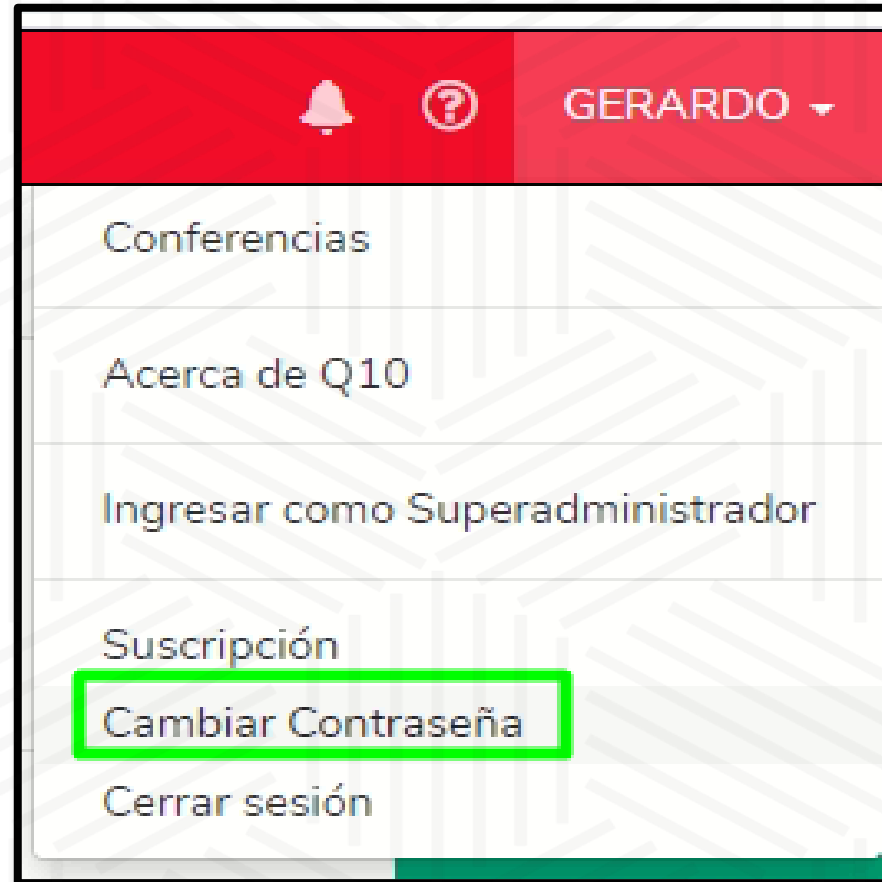 GERARDO
Conferencias
Acerca de Q10
Ingresar como Superadministrador
Suscripción
Cambiar Contraseña
Cerrar sesión